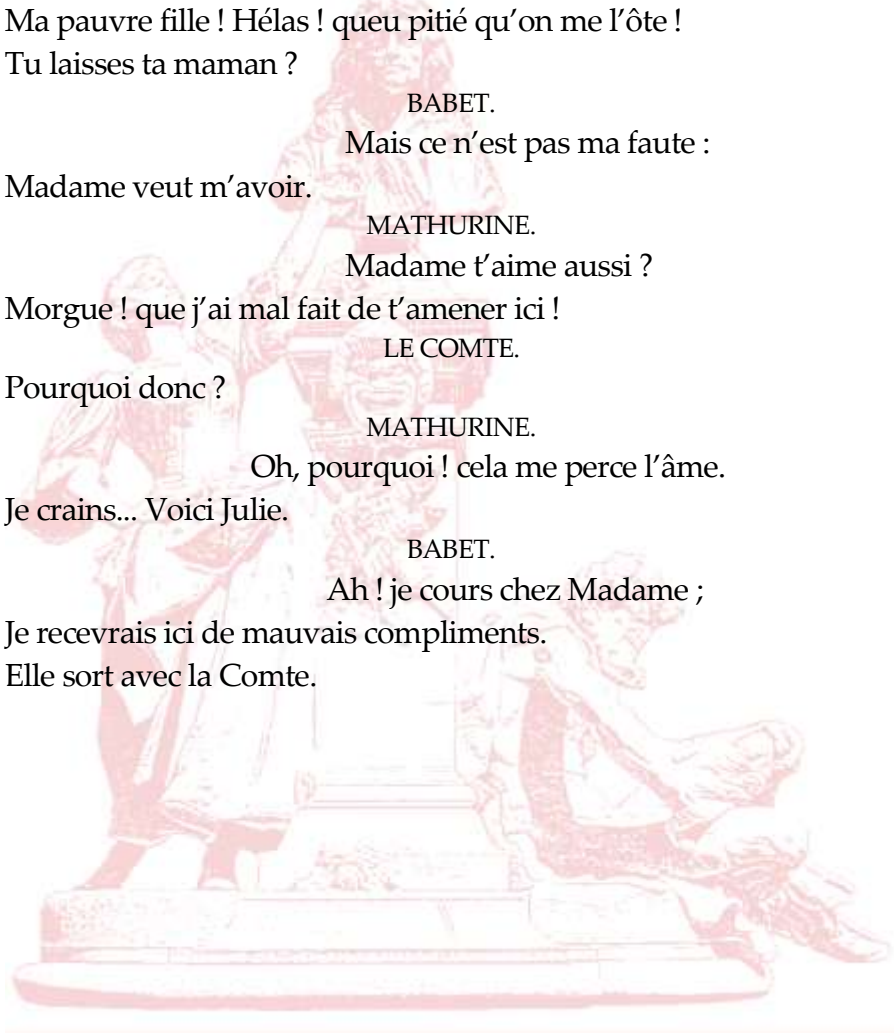 Ma pauvre fille ! Hélas ! queu pitié qu’on me l’ôte !
Tu laisses ta maman ?
BABET.
Mais ce n’est pas ma faute :
Madame veut m’avoir.
MATHURINE.
Madame t’aime aussi ?
Morgue ! que j’ai mal fait de t’amener ici !
LE COMTE.
Pourquoi donc ?
MATHURINE.
Oh, pourquoi ! cela me perce l’âme.
Je crains... Voici Julie.
BABET.
Ah ! je cours chez Madame ;
Je recevrais ici de mauvais compliments.
Elle sort avec la Comte.